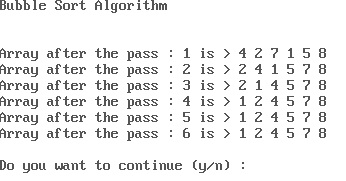 Bubble Sort Algorithm
Array after the pass : 1 is > 4 2 7 1 5 8
Array after the pass : 2 is > 2 4 1 5 7 8
Array after the pass : 3 is > 2 1 4 5 7 8
Array after the pass : 4 is > 1 2 4 5 7 8
Array after the pass : 5 is > 1 2 4 5 7 8
Array after the pass : 6 is > 1 2 4 5 7 8
Do you want to continue (y/n) :